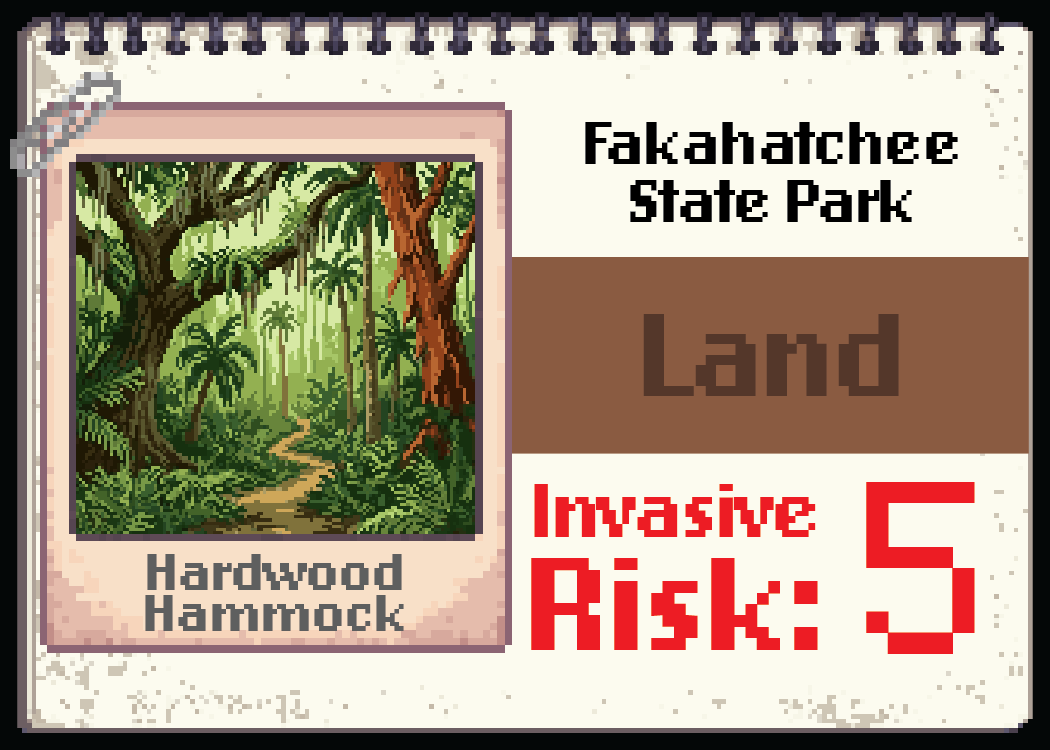 Fakahatchee
State Park
Land
Invasive
Risk: 5
Hardwood
Hammock